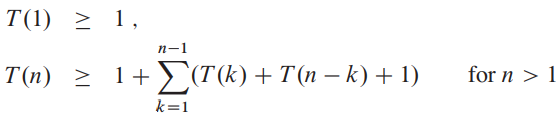 T(1) ≥ 1 ,
T(n) ≥ 1 + ∑_{k=1}^{n−1} (T(k) + T(n − k) + 1) for n > 1